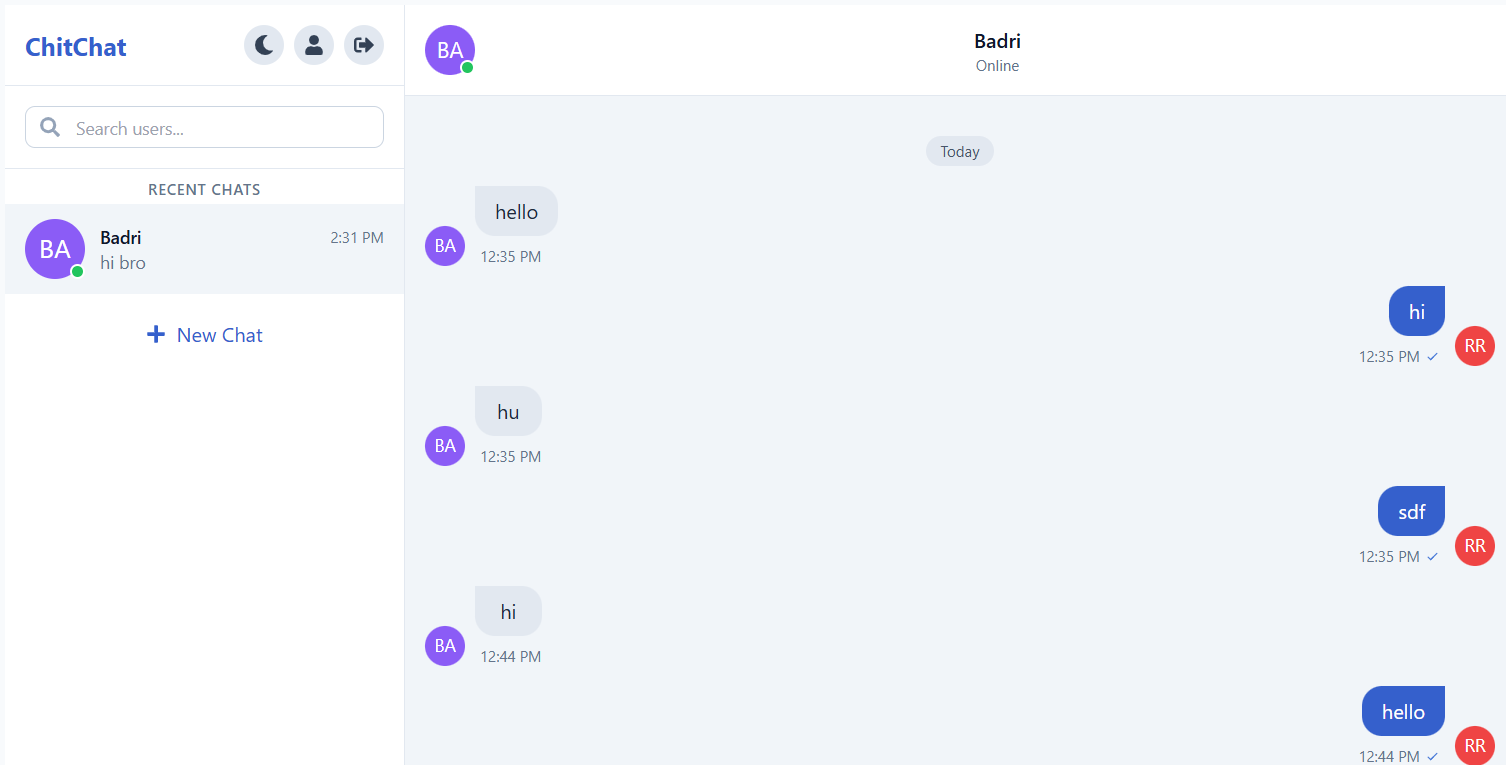 ChitChat
Search users...
RECENT CHATS
BA
Badri
2:31 PM
hi bro
New Chat
BA
Badri
Online
Today
hello
BA
12:35 PM
hi
12:35 PM
RR
hu
BA
12:35 PM
sdf
12:35 PM
RR
hi
BA
12:44 PM
hello
12:44 PM
RR